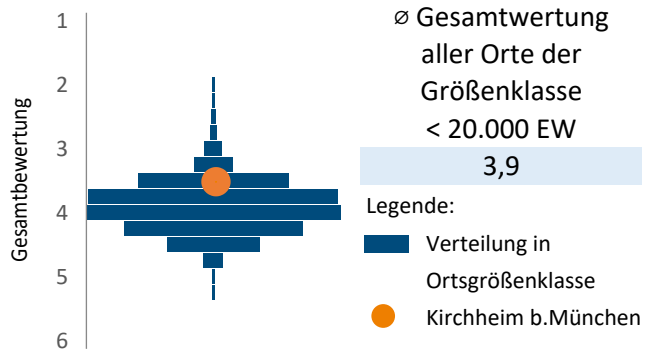 Gesamtbewertung
1
2
3
4
5
6
⌀ Gesamtwertung
aller Orte der
Größenklasse
< 20.000 EW
3,9
Legende:
Verteilung in
Ortsgrößenklasse
Kirchheim b.München